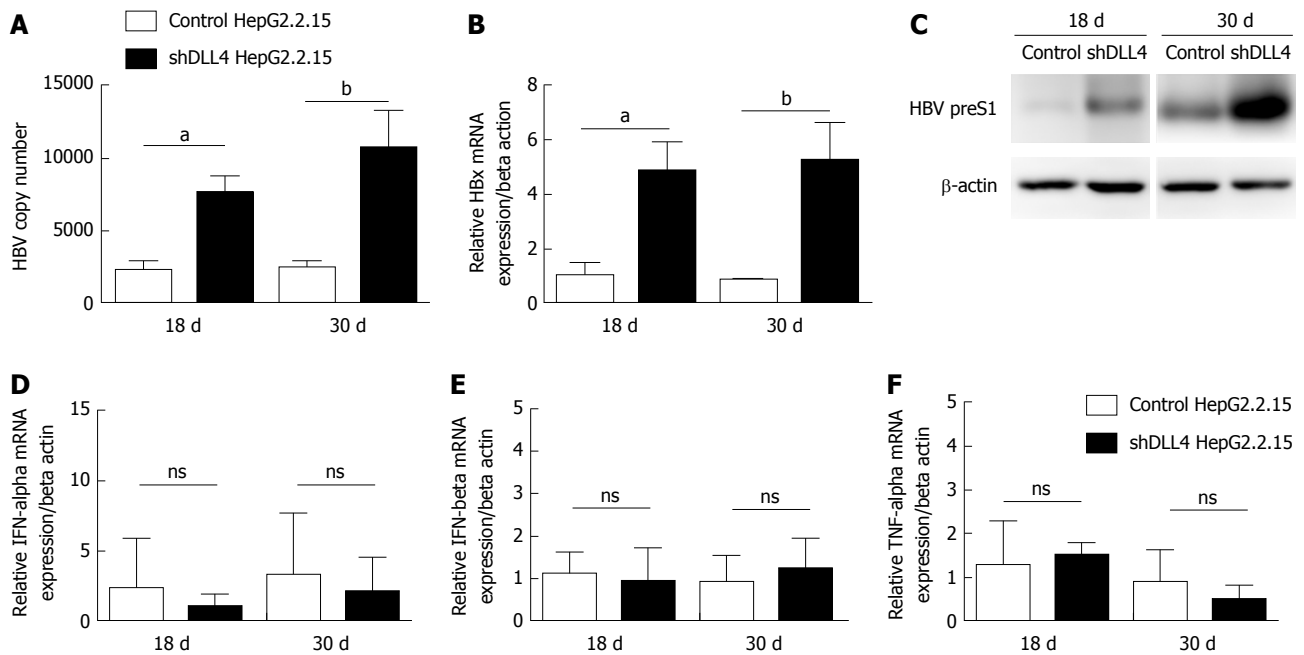 A
Control HepG2.2.15
shDLL4 HepG2.2.15
HBV copy number
15000
10000
5000
0
a
b
18 d
30 d
B
Relative HBx mRNA
expression/beta action
8
6
4
2
0
a
b
18 d
30 d
C
18 d
30 d
Control shDLL4
Control shDLL4
HBV preS1
β-actin
D
Relative IFN-alpha mRNA
expression/beta actin
15
10
5
0
ns
ns
18 d
30 d
E
Relative IFN-beta mRNA
expression/beta actin
5
4
3
2
1
0
ns
ns
18 d
30 d
F
Control HepG2.2.15
shDLL4 HepG2.2.15
Relative TNF-alpha mRNA
expression/beta actin
5
4
3
2
1
0
ns
ns
18 d
30 d